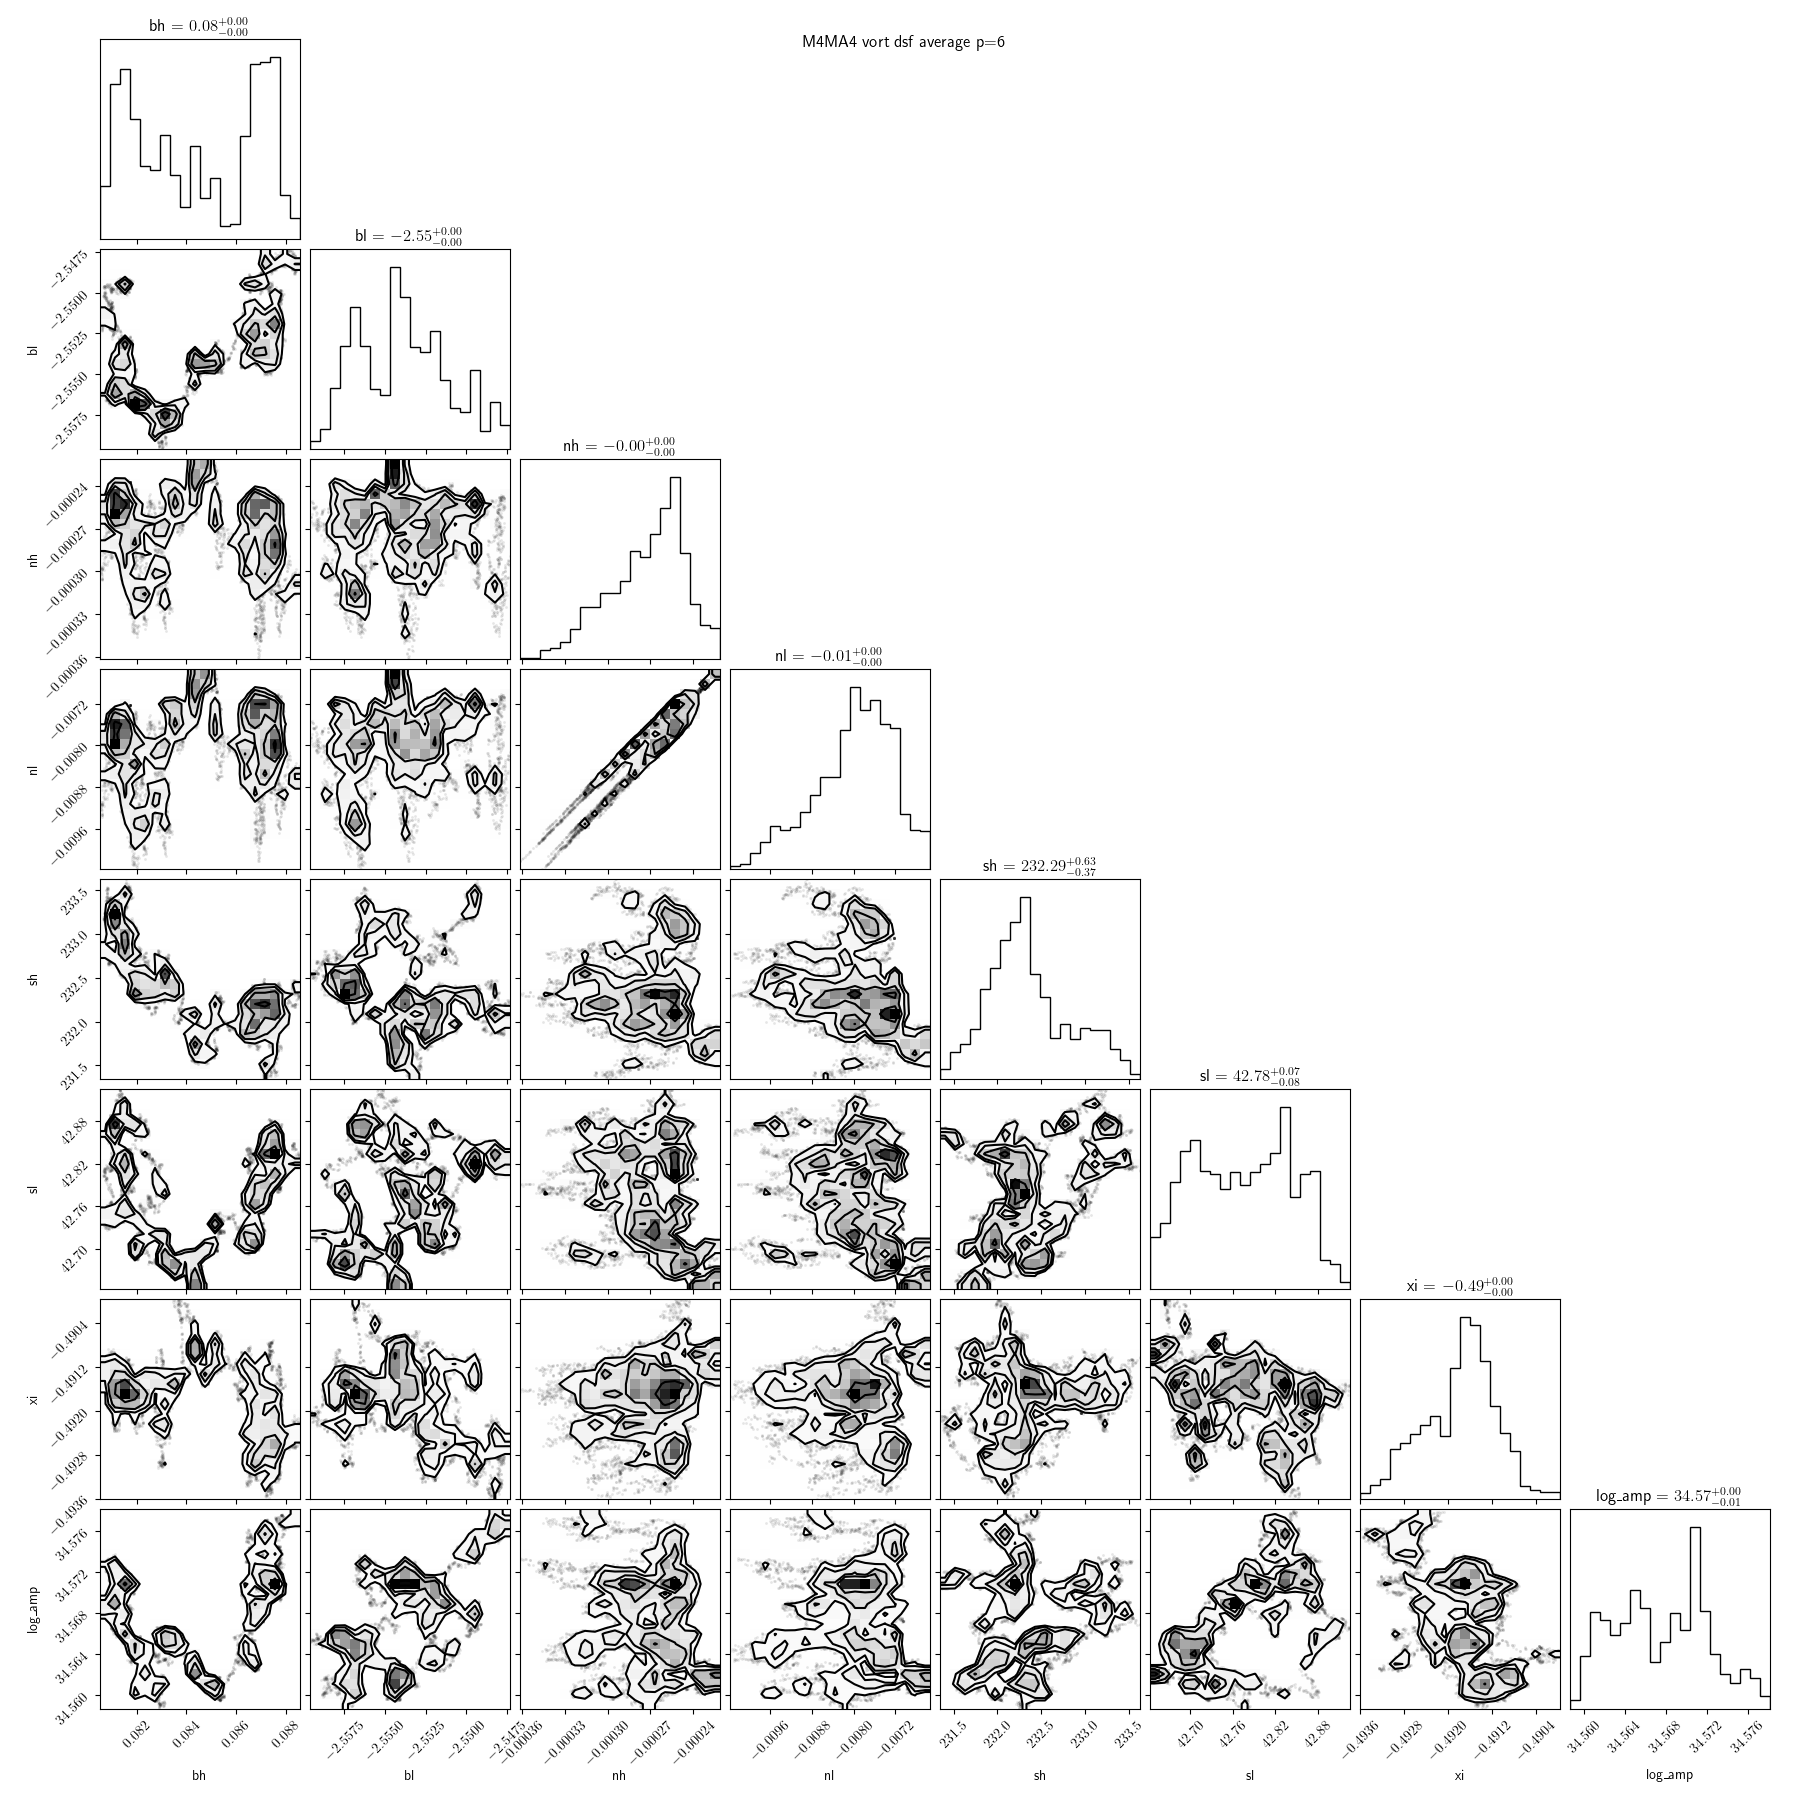 bh = 0.08+0.00−0.00
M4MA4 vort dsf average p=6
bl = −2.55+0.00−0.00
−2.5475
−2.5500
−2.5525
−2.5550
−2.5575
bl
nh = −0.00+0.00−0.00
−0.00024
−0.00027
−0.00030
−0.00033
−0.00036
nh
nl = −0.01+0.00−0.00
−0.0072
−0.0080
−0.0088
−0.0096
nl
sh = 232.29+0.63−0.37
233.5
233.0
232.5
232.0
231.5
sh
sl = 42.78+0.07−0.08
42.88
42.82
42.76
42.70
sl
xi = −0.49+0.00−0.00
−0.4904
−0.4912
−0.4920
−0.4928
−0.4936
xi
log_amp = 34.57+0.00−0.01
34.576
34.572
34.568
34.564
34.560
log_amp
0.082 0.084 0.086 0.088
−2.5575 −2.5550 −2.5525 −2.5500 −2.5475
−0.00036 −0.00033 −0.00030 −0.00027 −0.00024
−0.0096 −0.0088 −0.0080 −0.0072
231.5 232.0 232.5 233.0 233.5
42.70 42.76 42.82 42.88
−0.4936 −0.4928 −0.4920 −0.4912 −0.4904
34.560 34.564 34.568 34.572 34.576
bh bl nh nl sh sl xi log_amp